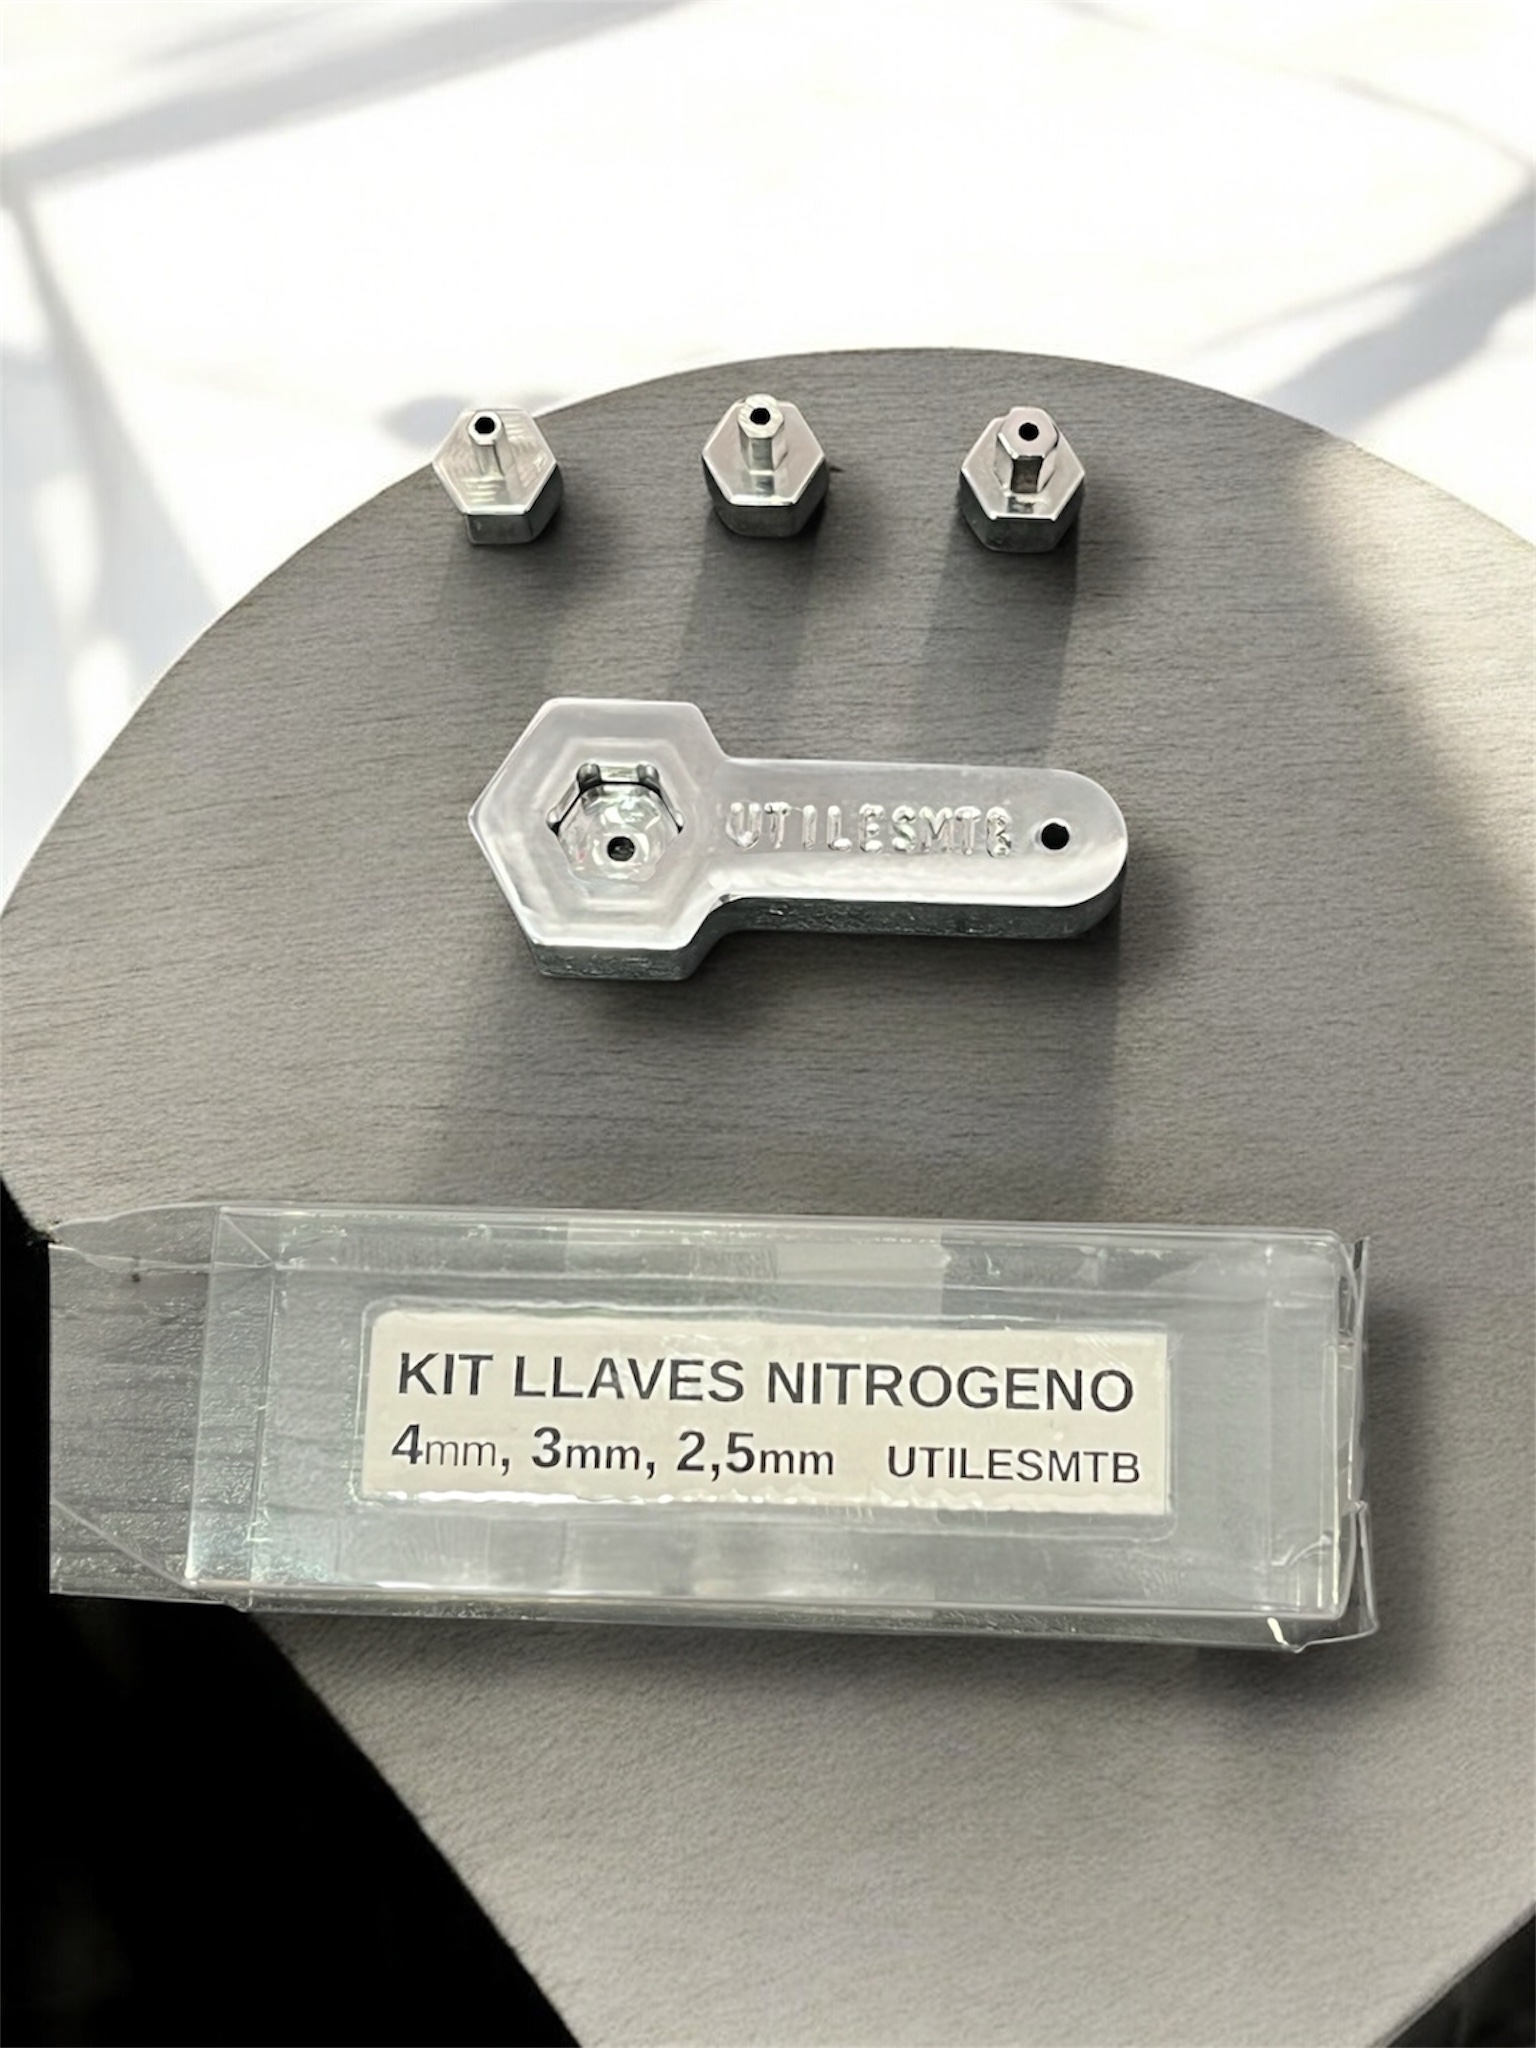 UTILESMTB
KIT LLAVES NITROGENO
4mm, 3mm, 2,5mm UTILESMTB